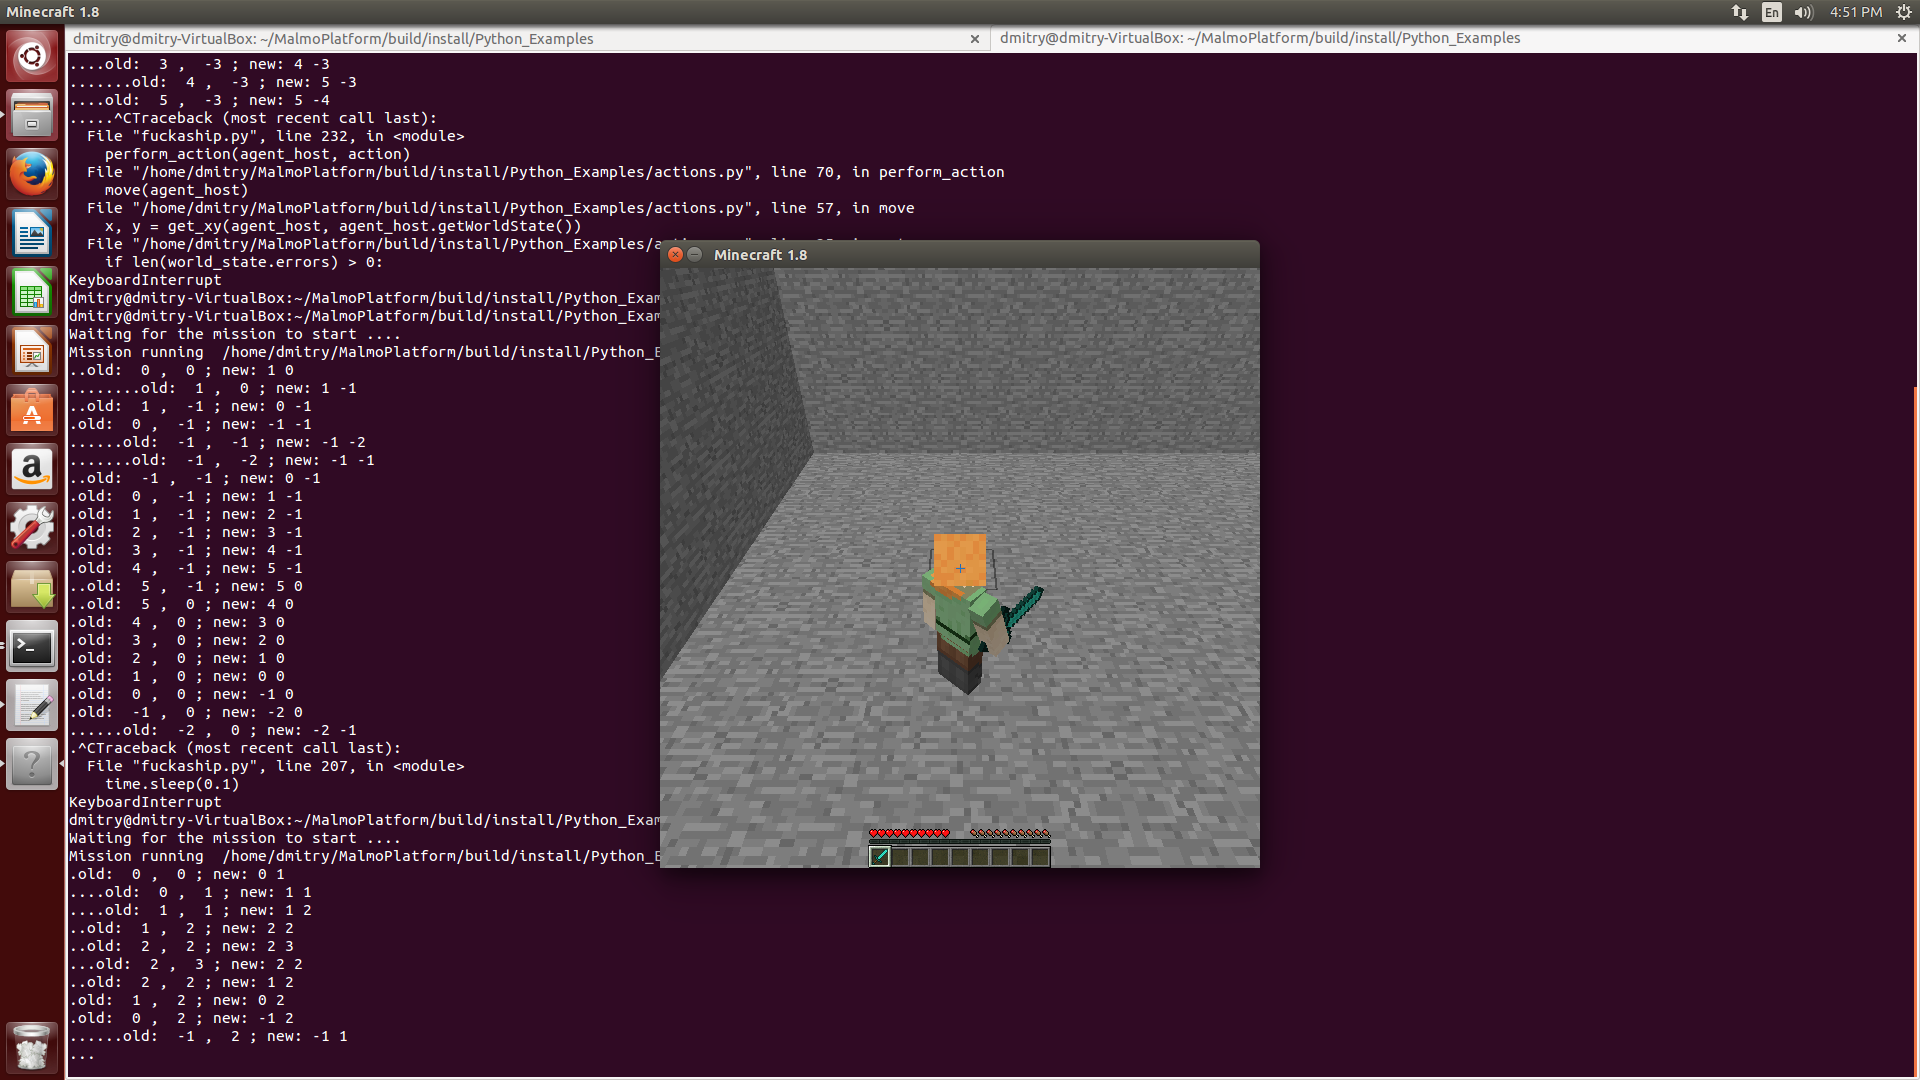 Minecraft 1.8
En
4:51 PM
dmitry@dmitry-VirtualBox: ~/MalmoPlatform/build/install/Python_Examples
dmitry@dmitry-VirtualBox: ~/MalmoPlatform/build/install/Python_Examples
....old:  3 ,  -3 ; new: 4 -3
.......old:  4 ,  -3 ; new: 5 -3
....old:  5 ,  -3 ; new: 5 -4
.....^CTraceback (most recent call last):
  File "fuckaship.py", line 232, in <module>
    perform_action(agent_host, action)
  File "/home/dmitry/MalmoPlatform/build/install/Python_Examples/actions.py", line 70, in perform_action
    move(agent_host)
  File "/home/dmitry/MalmoPlatform/build/install/Python_Examples/actions.py", line 57, in move
    x, y = get_xy(agent_host, agent_host.getWorldState())
  File "/home/dmitry/MalmoPlatform/build/install/Python_Examples/a
    if len(world_state.errors) > 0:
KeyboardInterrupt
dmitry@dmitry-VirtualBox:~/MalmoPlatform/build/install/Python_Exam
dmitry@dmitry-VirtualBox:~/MalmoPlatform/build/install/Python_Exam
Waiting for the mission to start ....
Mission running  /home/dmitry/MalmoPlatform/build/install/Python_E
..old:  0 ,  0 ; new: 1 0
........old:  1 ,  0 ; new: 1 -1
..old:  1 ,  -1 ; new: 0 -1
.old:  0 ,  -1 ; new: -1 -1
......old:  -1 ,  -1 ; new: -1 -2
.......old:  -1 ,  -2 ; new: -1 -1
..old:  -1 ,  -1 ; new: 0 -1
.old:  0 ,  -1 ; new: 1 -1
.old:  1 ,  -1 ; new: 2 -1
.old:  2 ,  -1 ; new: 3 -1
.old:  3 ,  -1 ; new: 4 -1
.old:  4 ,  -1 ; new: 5 -1
..old:  5 ,  -1 ; new: 5 0
..old:  5 ,  0 ; new: 4 0
.old:  4 ,  0 ; new: 3 0
.old:  3 ,  0 ; new: 2 0
.old:  2 ,  0 ; new: 1 0
.old:  1 ,  0 ; new: 0 0
.old:  0 ,  0 ; new: -1 0
.old:  -1 ,  0 ; new: -2 0
......old:  -2 ,  0 ; new: -2 -1
.^CTraceback (most recent call last):
  File "fuckaship.py", line 207, in <module>
    time.sleep(0.1)
KeyboardInterrupt
dmitry@dmitry-VirtualBox:~/MalmoPlatform/build/install/Python_Exam
Waiting for the mission to start ....
Mission running  /home/dmitry/MalmoPlatform/build/install/Python_E
.old:  0 ,  0 ; new: 0 1
....old:  0 ,  1 ; new: 1 1
....old:  1 ,  1 ; new: 1 2
..old:  1 ,  2 ; new: 2 2
..old:  2 ,  2 ; new: 2 3
...old:  2 ,  3 ; new: 2 2
..old:  2 ,  2 ; new: 1 2
.old:  1 ,  2 ; new: 0 2
.old:  0 ,  2 ; new: -1 2
......old:  -1 ,  2 ; new: -1 1
...
Minecraft 1.8